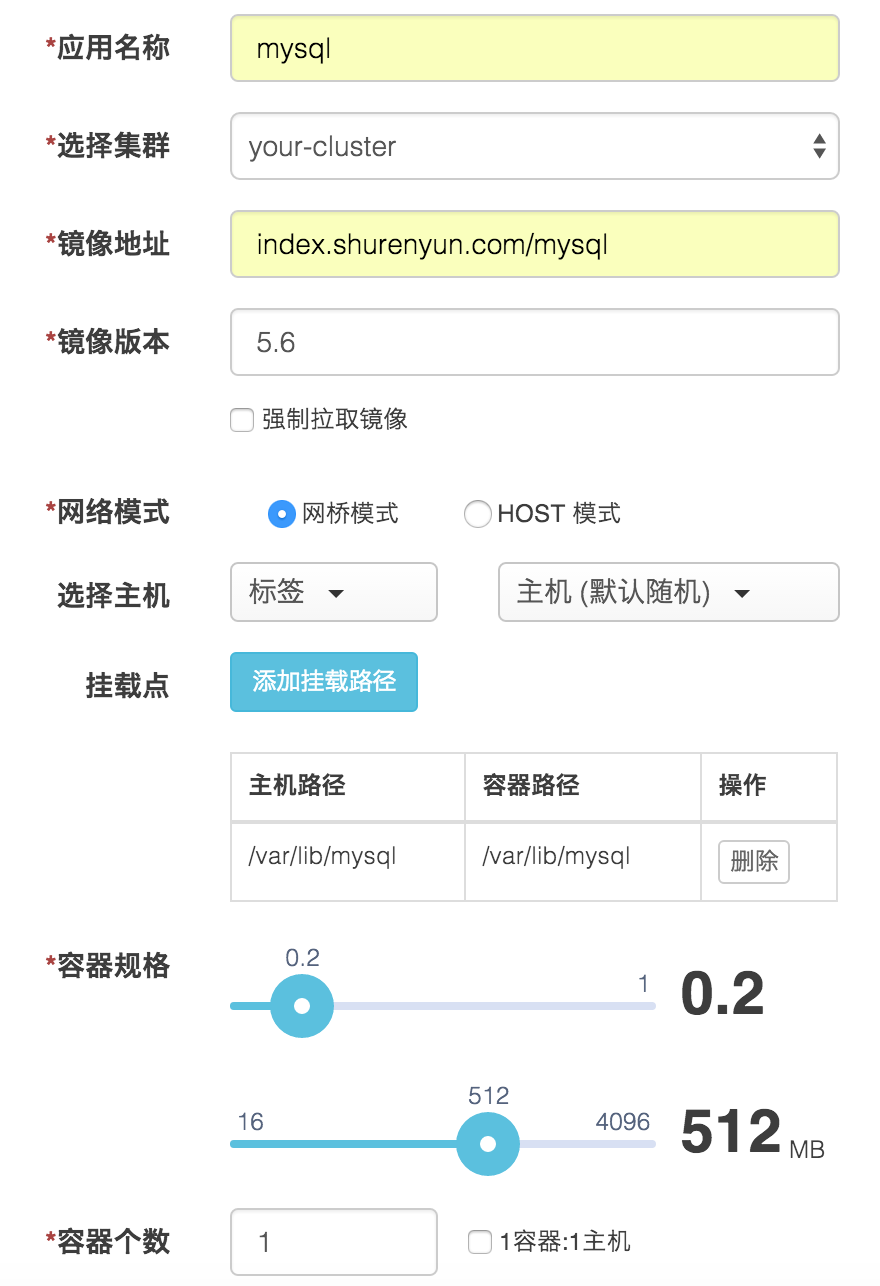 *应用名称 mysql
*选择集群 your-cluster
*镜像地址 index.shurenyun.com/mysql
*镜像版本 5.6
强制拉取镜像
*网络模式 网桥模式 HOST 模式
选择主机 标签 主机 (默认随机)
挂载点 添加挂载路径
主机路径 容器路径 操作
/var/lib/mysql /var/lib/mysql 删除
*容器规格 0.2 1 0.2
16 512 4096 512 MB
*容器个数 1 1容器:1主机